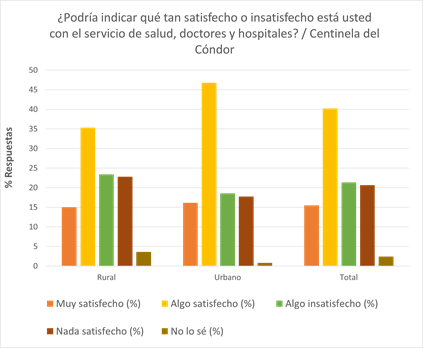 ¿Podría indicar qué tan satisfecho o insatisfecho está usted
con el servicio de salud, doctores y hospitales? / Centinela del
Cóndor
% Respuestas
50
45
40
35
30
25
20
15
10
5
0
Rural
Urbano
Total
Muy satisfecho (%)
Algo satisfecho (%)
Algo insatisfecho (%)
Nada satisfecho (%)
No lo sé (%)